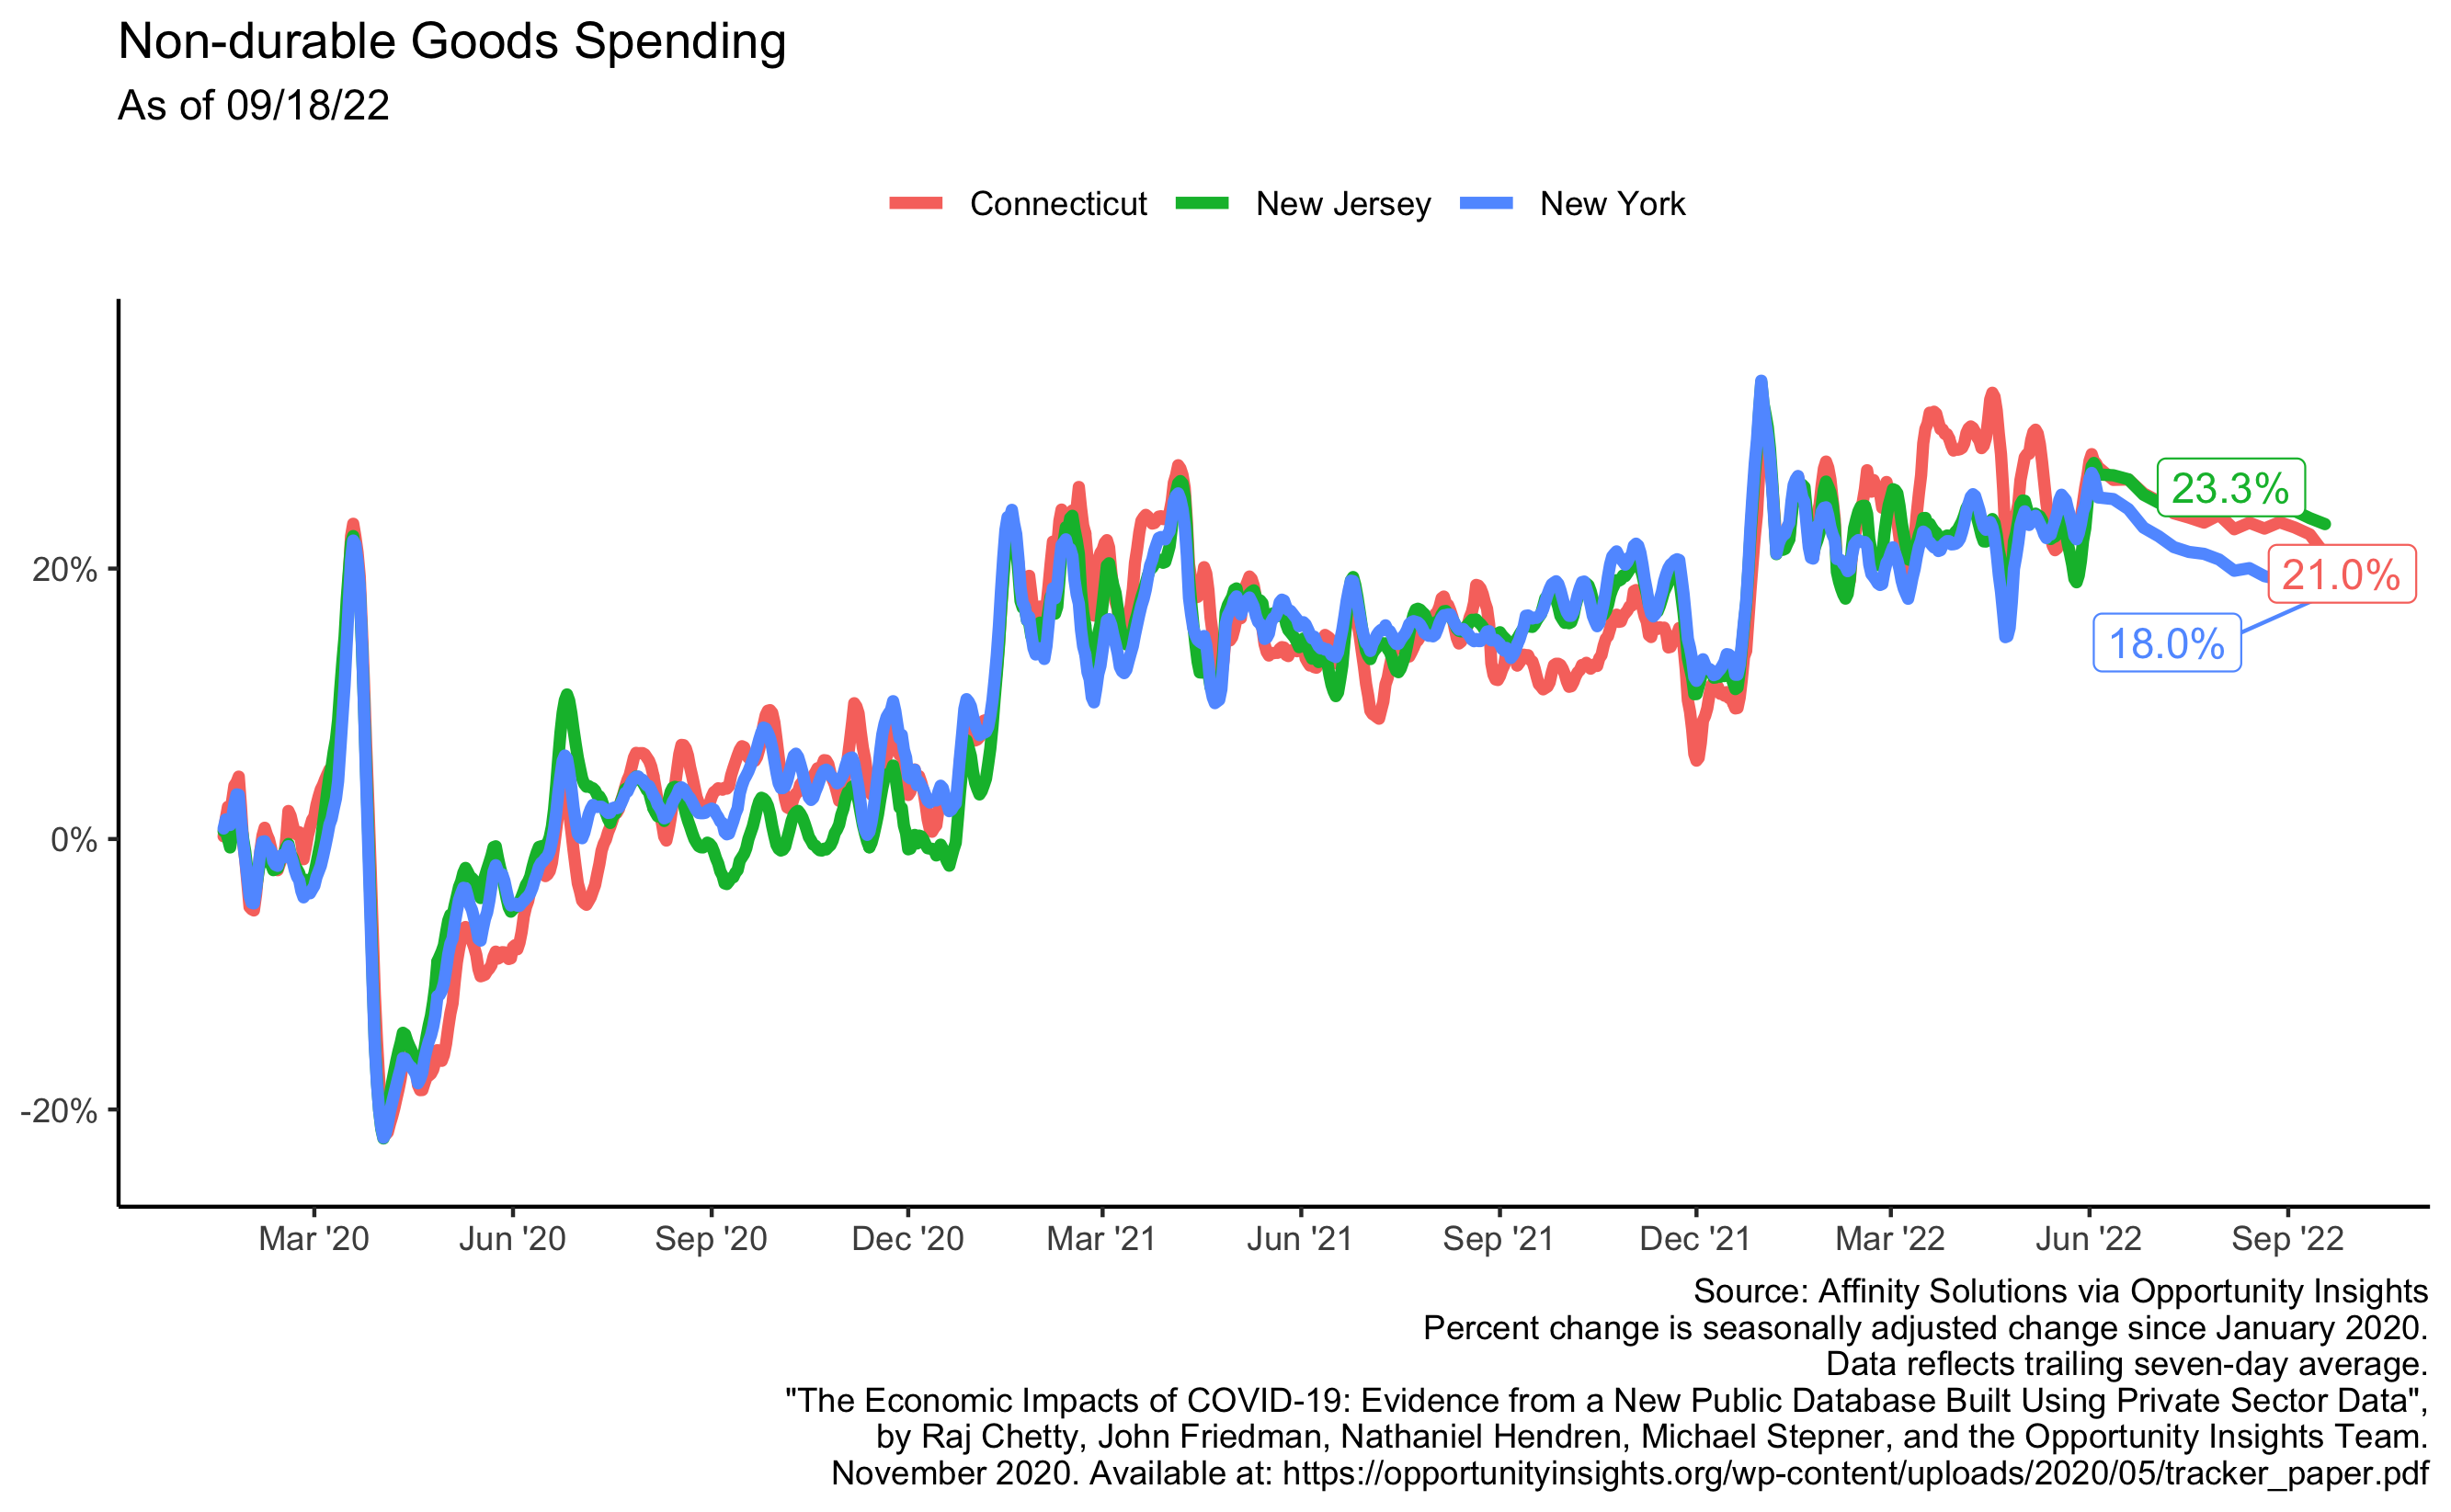 Non-durable Goods Spending
As of 09/18/22
Connecticut New Jersey New York
20%
0%
-20%
23.3%
21.0%
18.0%
Mar '20 Jun '20 Sep '20 Dec '20 Mar '21 Jun '21 Sep '21 Dec '21 Mar '22 Jun '22 Sep '22
Source: Affinity Solutions via Opportunity Insights
Percent change is seasonally adjusted change since January 2020.
Data reflects trailing seven-day average.
"The Economic Impacts of COVID-19: Evidence from a New Public Database Built Using Private Sector Data",
by Raj Chetty, John Friedman, Nathaniel Hendren, Michael Stepner, and the Opportunity Insights Team.
November 2020. Available at: https://opportunityinsights.org/wp-content/uploads/2020/05/tracker_paper.pdf